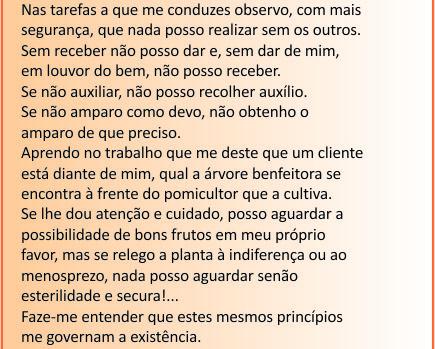 Nas tarefas a que me conduzes observo, com mais
segurança, que nada posso realizar sem os outros.
Sem receber não posso dar e, sem dar de mim,
em louvor do bem, não posso receber.
Se não auxiliar, não posso recolher auxílio.
Se não amparo como devo, não obtenho o
amparo de que preciso.
Aprendo no trabalho que me deste que um cliente
está diante de mim, qual a árvore benfeitora se
encontra à frente do pomicultor que a cultiva.
Se lhe dou atenção e cuidado, posso aguardar a
possibilidade de bons frutos em meu próprio
favor, mas se relego a planta à indiferença ou ao
menosprezo, nada posso aguardar senão
esterilidade e secura!...
Faze-me entender que estes mesmos princípios
me governam a existência.